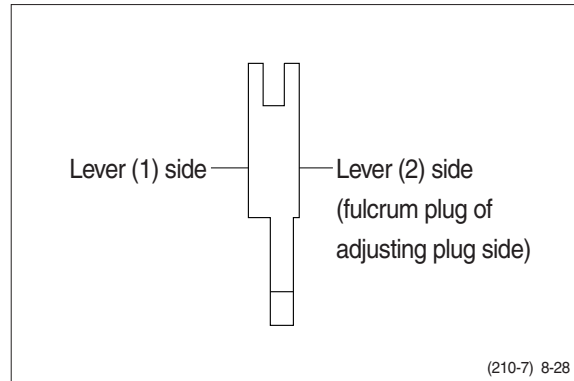 Lever (1) side
Lever (2) side
(fulcrum plug of
adjusting plug side)
(210-7) 8-28